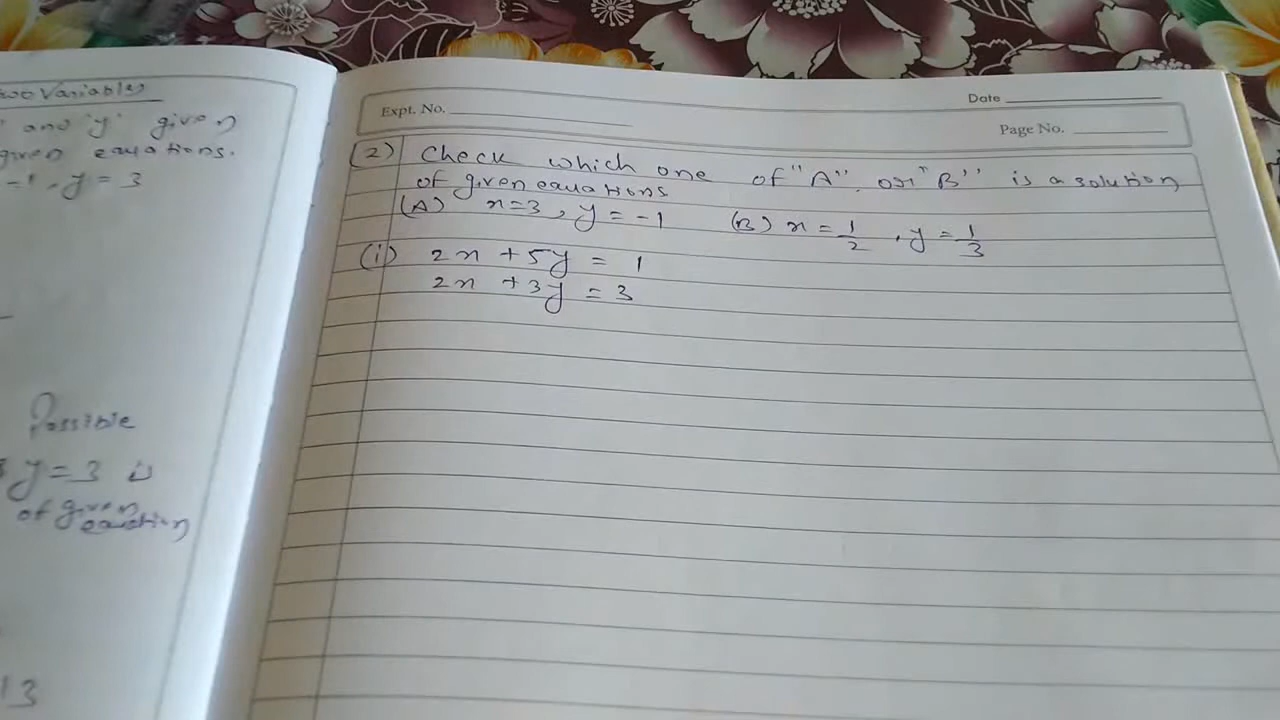 two Variables
and 'y' given
given equations.
=-1, y = 3
Possible
y=3 is
of given
equation
13
Expt. No.
Date
Page No.
(2) Check which one of "A" or "B" is a solution
of given equations
(A) x=3, y = -1 (B) x = 1/2, y = 1/3
(i) 2x + 5y = 1
2x + 3y = 3